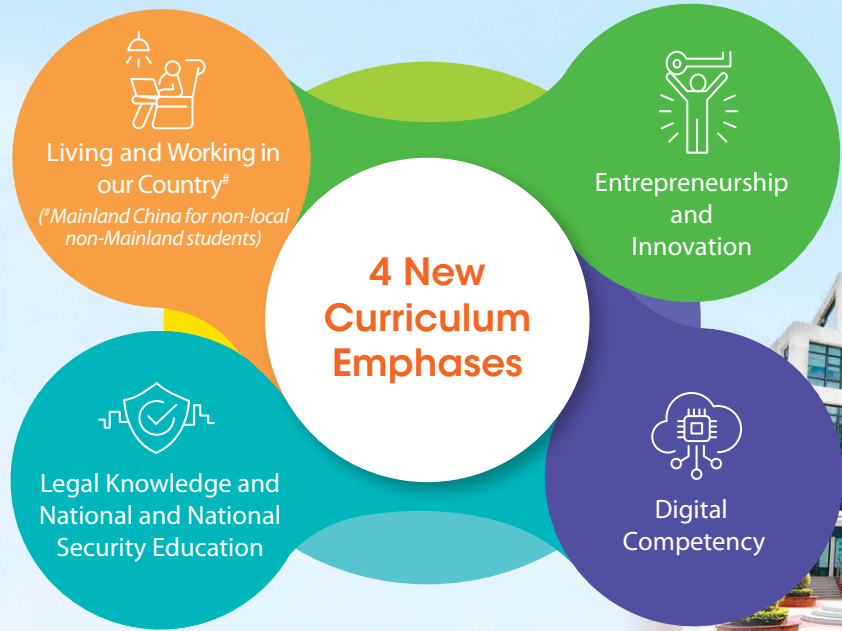 Living and Working in
our Country#
(#Mainland China for non-local
non-Mainland students)
Entrepreneurship
and
Innovation
4 New
Curriculum
Emphases
Legal Knowledge and
National and National
Security Education
Digital
Competency